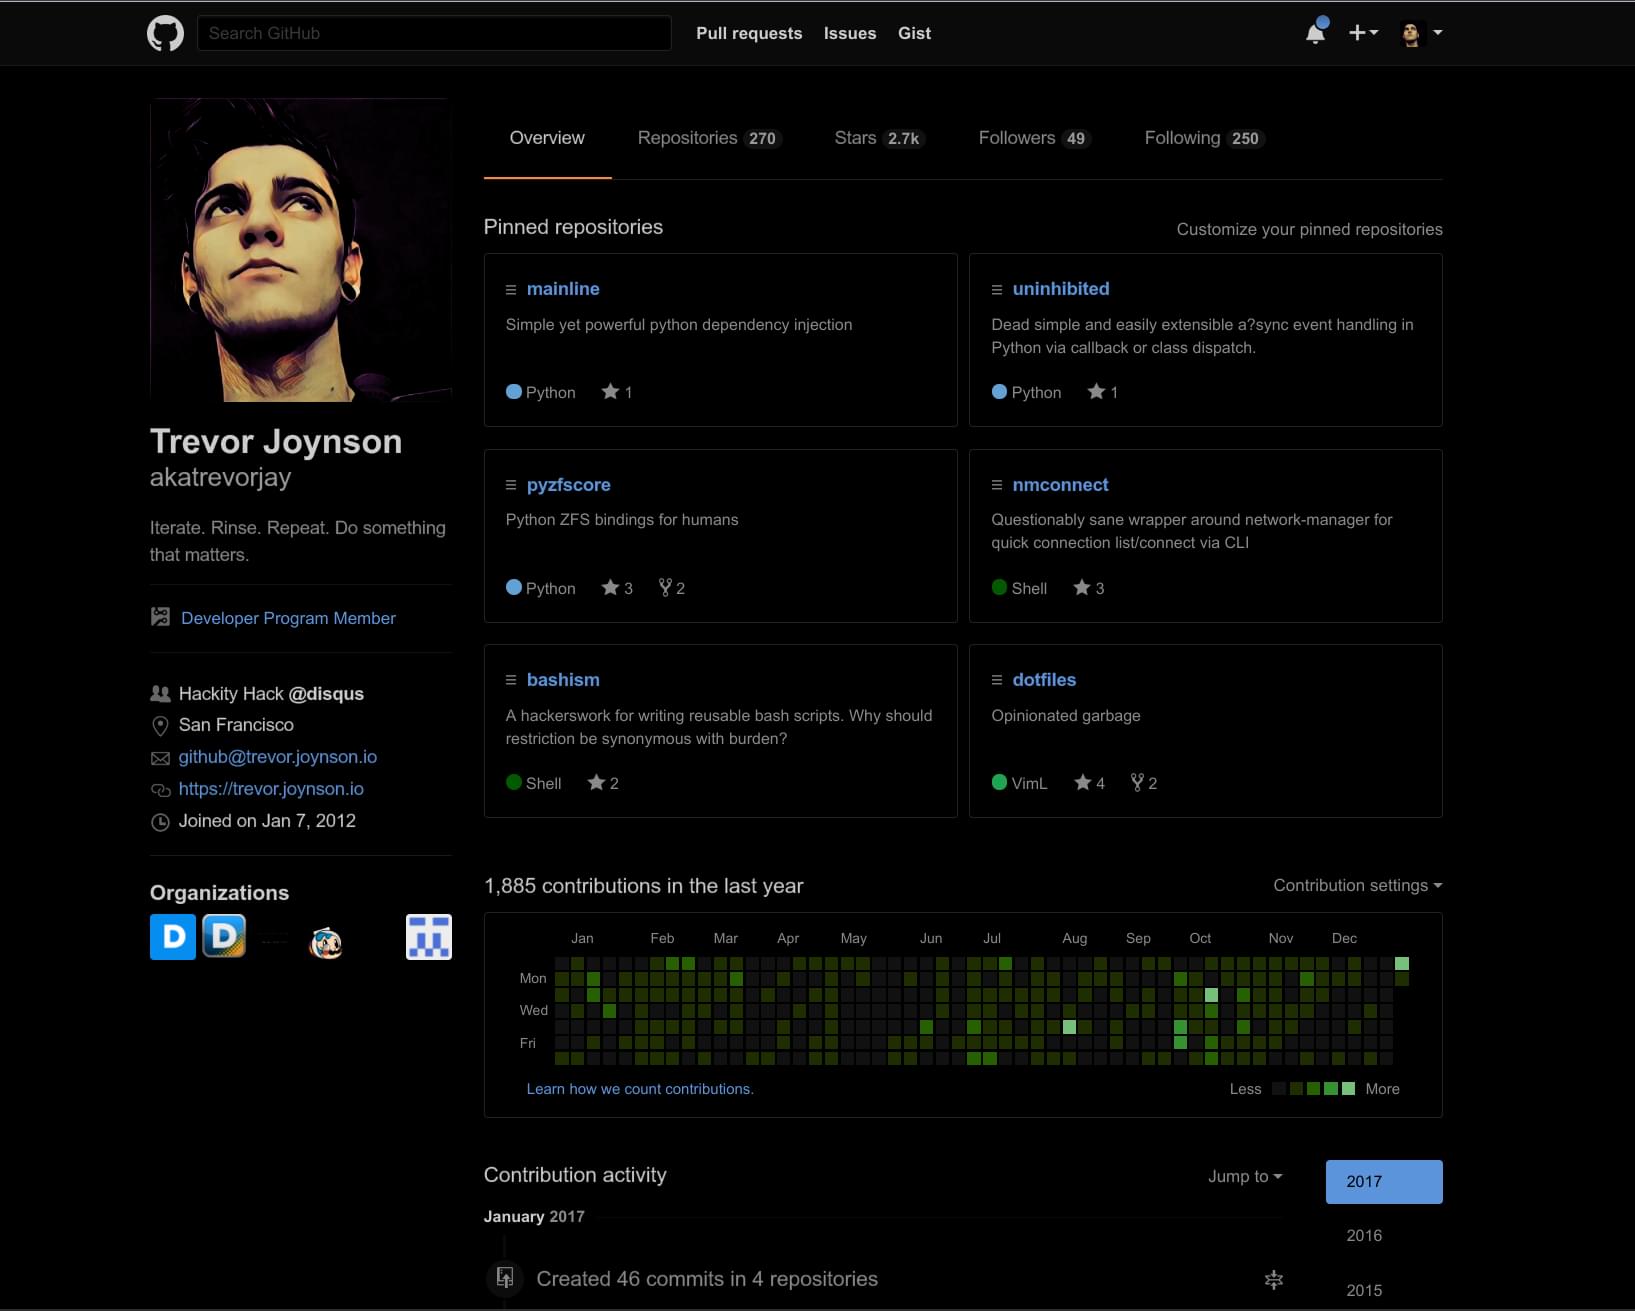 Search GitHub
Pull requests Issues Gist
Overview Repositories 270 Stars 2.7k Followers 49 Following 250
Trevor Joynson
akatrevorjay
Iterate. Rinse. Repeat. Do something
that matters.
Developer Program Member
Hackity Hack @disqus
San Francisco
github@trevor.joynson.io
https://trevor.joynson.io
Joined on Jan 7, 2012
Organizations
D D
Pinned repositories
Customize your pinned repositories
mainline
Simple yet powerful python dependency injection
Python 1
uninhibited
Dead simple and easily extensible a?sync event handling in
Python via callback or class dispatch.
Python 1
pyzfscore
Python ZFS bindings for humans
Python 3 2
nmconnect
Questionably sane wrapper around network-manager for
quick connection list/connect via CLI
Shell 3
bashism
A hackerswork for writing reusable bash scripts. Why should
restriction be synonymous with burden?
Shell 2
dotfiles
Opinionated garbage
VimL 4 2
1,885 contributions in the last year
Contribution settings
Jan Feb Mar Apr May Jun Jul Aug Sep Oct Nov Dec
Mon
Wed
Fri
Learn how we count contributions.
Less More
Contribution activity
Jump to
2017
January 2017
2016
Created 46 commits in 4 repositories
2015